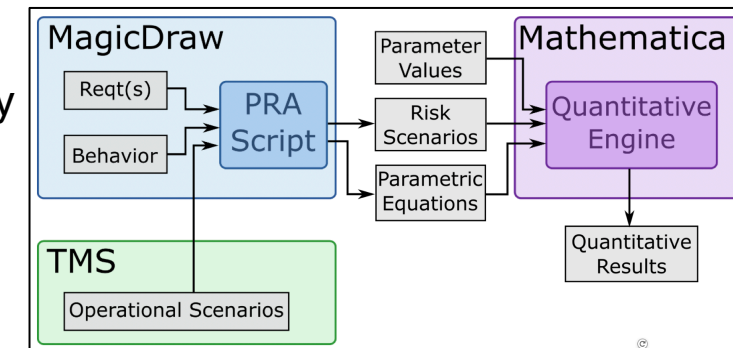 y
MagicDraw
Reqt(s)
Behavior
PRA
Script
Parameter
Values
Risk
Scenarios
Parametric
Equations
Mathematica
Quantitative
Engine
Quantitative
Results
TMS
Operational Scenarios
©